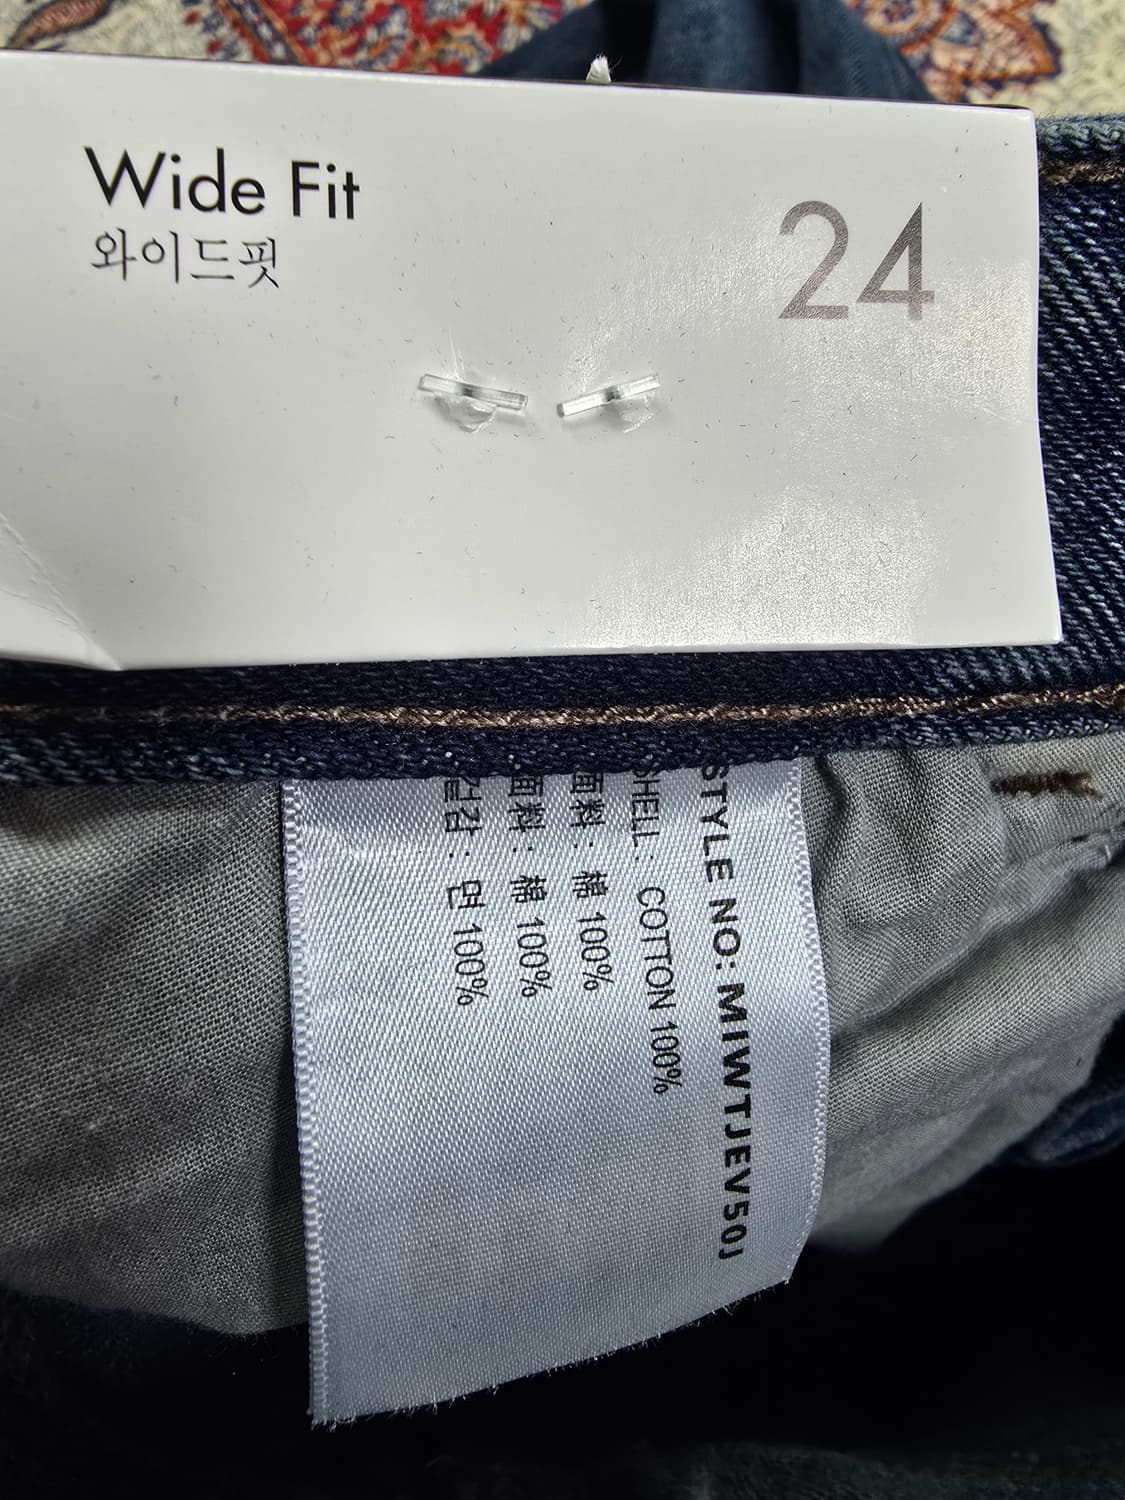 Wide Fit
와이드핏
24
STYLE NO: MIWTJEV50J
SHELL : COTTON 100%
面料 : 棉 100%
面料 : 棉 100%
겉감 : 면 100%